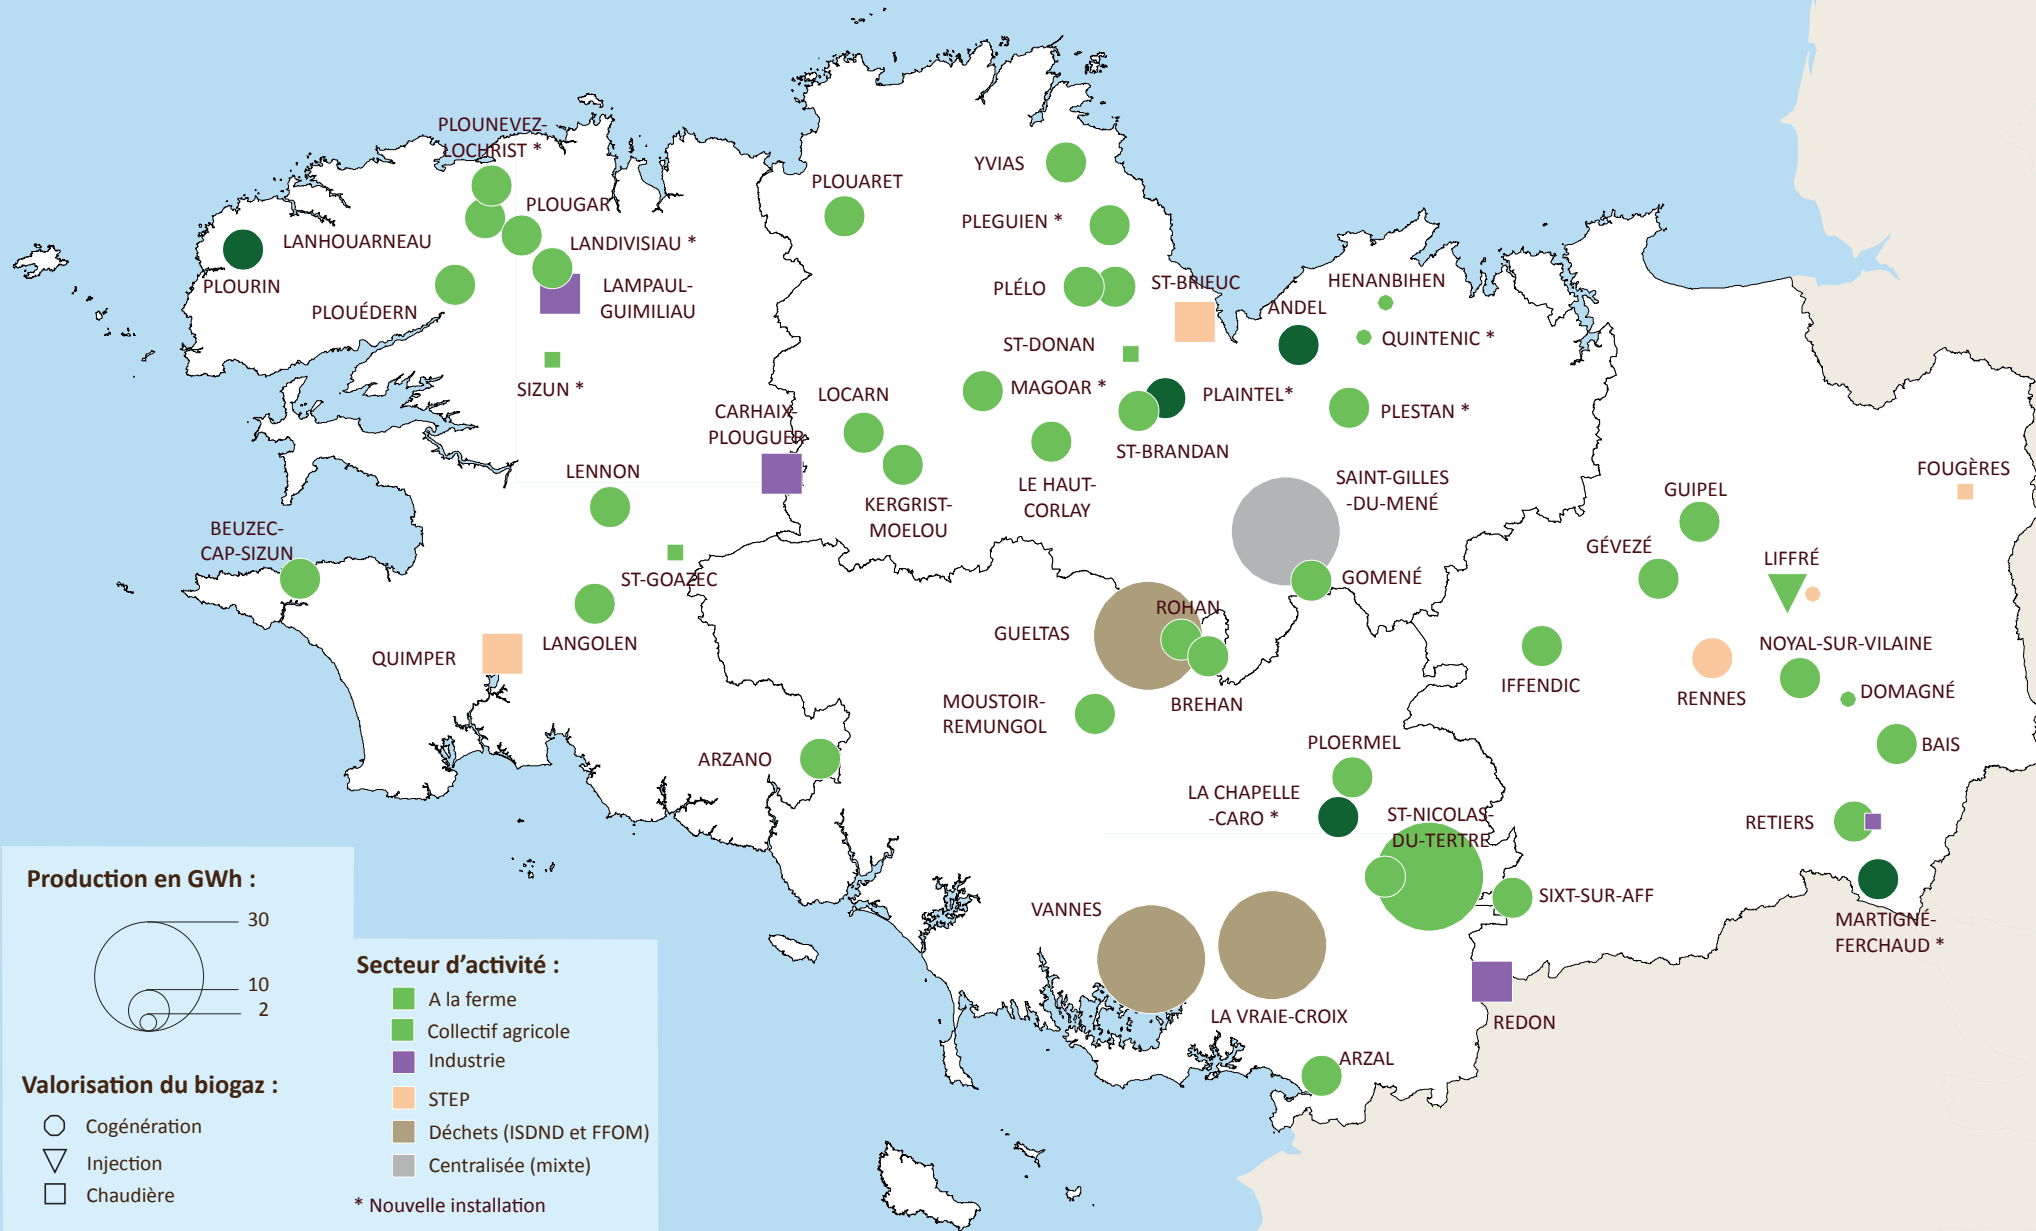 PLOUNEVEZ-
LOCHRIST *
PLOUGAR
LANHOUARNEAU
LANDIVISIAU *
PLOURIN
PLOUÉDERN
LAMPAUL-
GUIMILIAU
SIZUN *
CARHAIX-
PLOUGUER
LENNON
BEUZEC-
CAP-SIZUN
ST-GOAZEC
LANGOLEN
QUIMPER
ARZANO
YVIAS
PLOUARET
PLEGUIEN *
PLÉLO
ST-BRIEUC
HENANBIHEN
ANDEL
QUINTENIC *
ST-DONAN
MAGOAR *
PLAINTEL*
LOCARN
PLESTAN *
ST-BRANDAN
LE HAUT-
CORLAY
KERGRIST-
MOELOU
SAINT-GILLES
-DU-MENÉ
GOMENÉ
ROHAN
GUELTAS
BREHAN
MOUSTOIR-
REMUNGOL
PLOERMEL
LA CHAPELLE
-CARO *
ST-NICOLAS-
DU-TERTRE
VANNES
LA VRAIE-CROIX
ARZAL
FOUGÈRES
GUIPEL
GÉVEZÉ
LIFFRÉ
NOYAL-SUR-VILAINE
IFFENDIC
RENNES
DOMAGNÉ
BAIS
RETIERS
SIXT-SUR-AFF
MARTIGNÉ-
FERCHAUD *
REDON
Production en GWh :
30
10
2
Valorisation du biogaz :
Cogénération
Injection
Chaudière
Secteur d'activité :
A la ferme
Collectif agricole
Industrie
STEP
Déchets (ISDND et FFOM)
Centralisée (mixte)
* Nouvelle installation